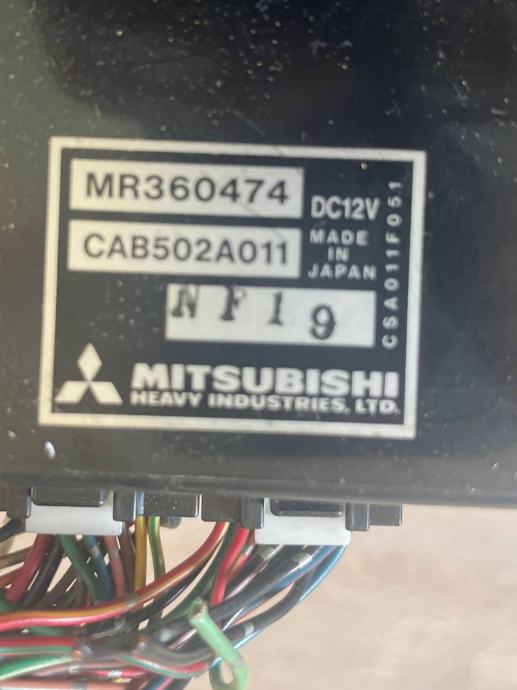 MR360474
DC12V
CAB502A011
MADE
IN
JAPAN
NF19
CSA011F051
MITSUBISHI
HEAVY INDUSTRIES, LTD.